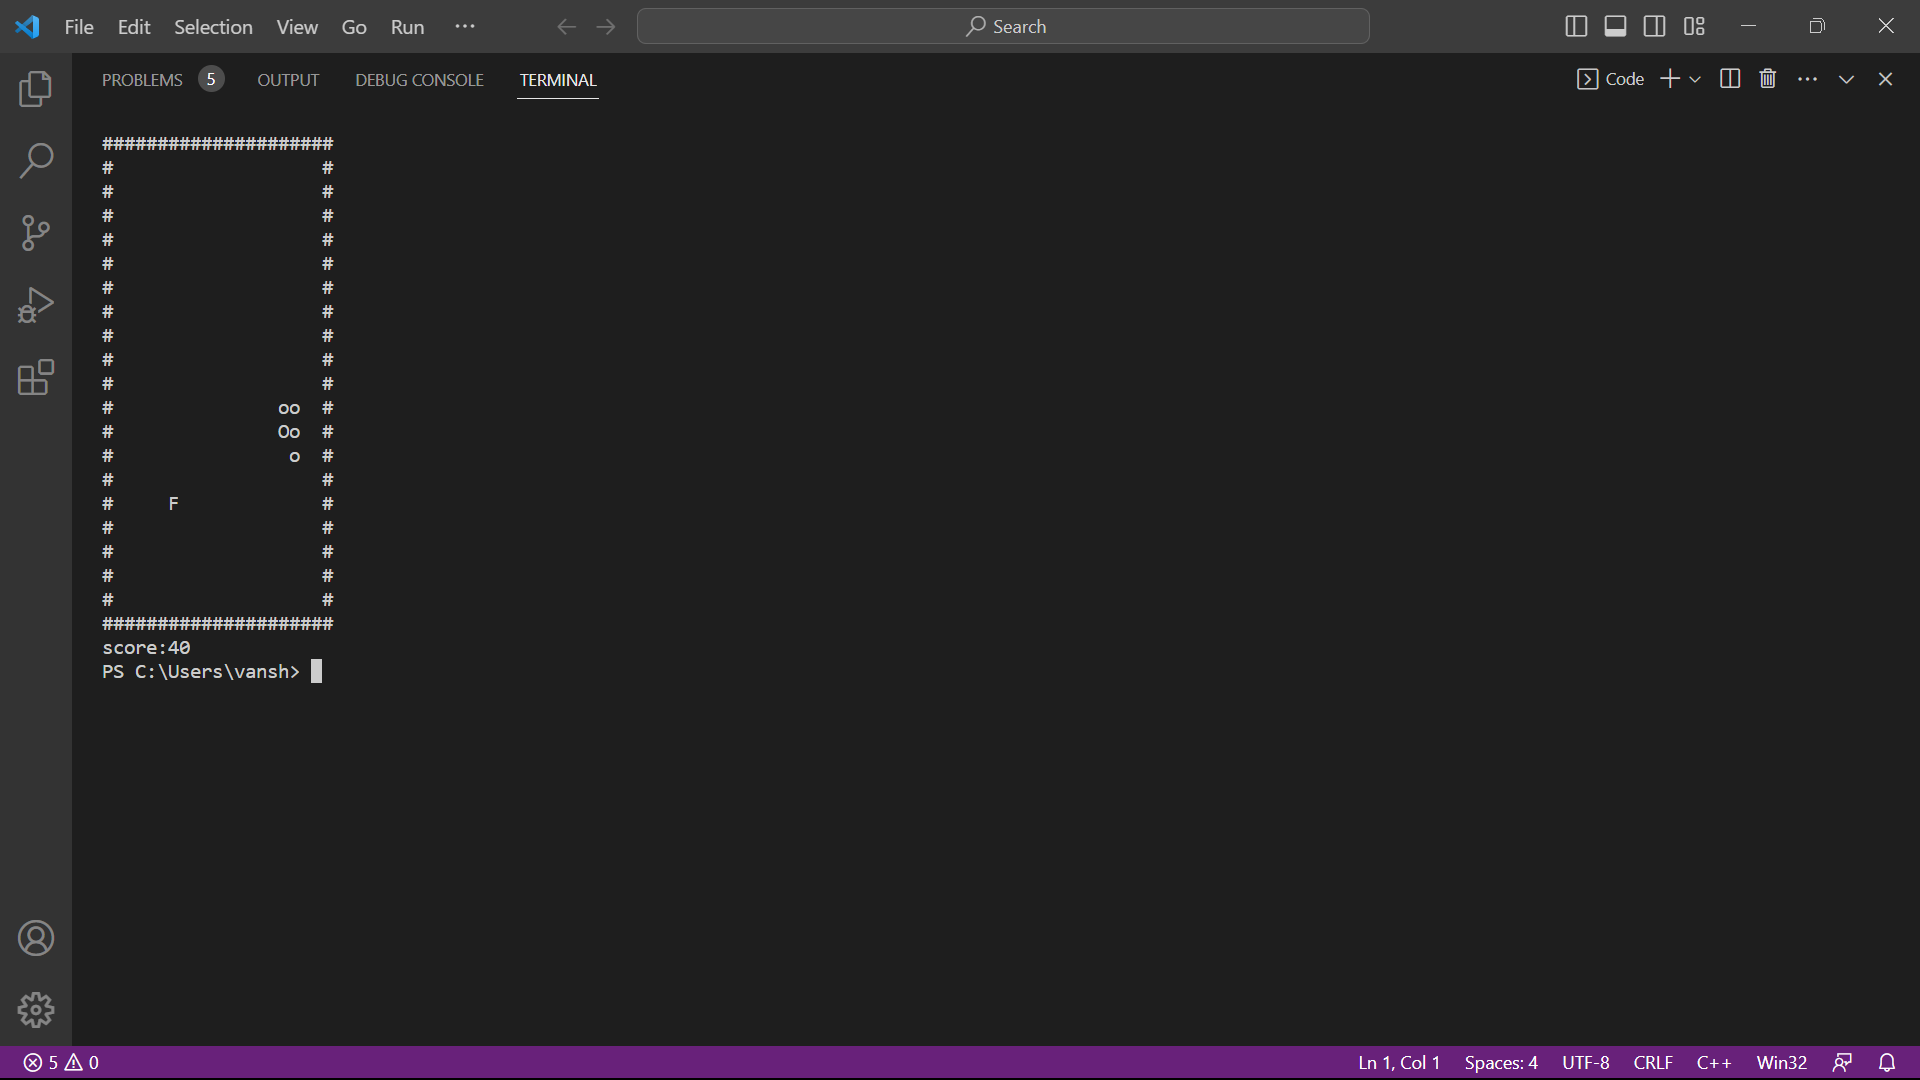 File Edit Selection View Go Run ··· Search
PROBLEMS 5 OUTPUT DEBUG CONSOLE TERMINAL Code
#####################
#                   #
#                   #
#                   #
#                   #
#                   #
#                   #
#                   #
#                   #
#                   #
#                   #
#               oo  #
#               Oo  #
#                o  #
#                   #
#     F             #
#                   #
#                   #
#                   #
#                   #
#####################
score:40
PS C:\Users\vansh>
5 0 Ln 1, Col 1 Spaces: 4 UTF-8 CRLF C++ Win32